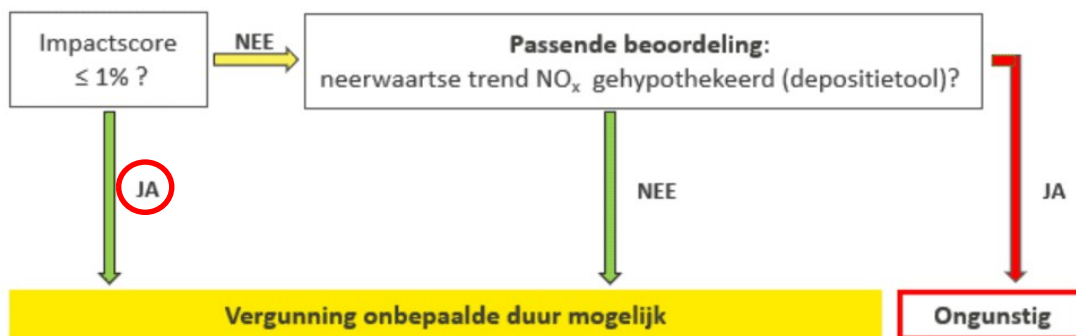 Impactscore
≤ 1% ?
NEE
Passende beoordeling:
neerwaartse trend NOₓ gehypothekeerd (depositietool)?
JA
NEE
JA
Vergunning onbepaalde duur mogelijk
Ongunstig